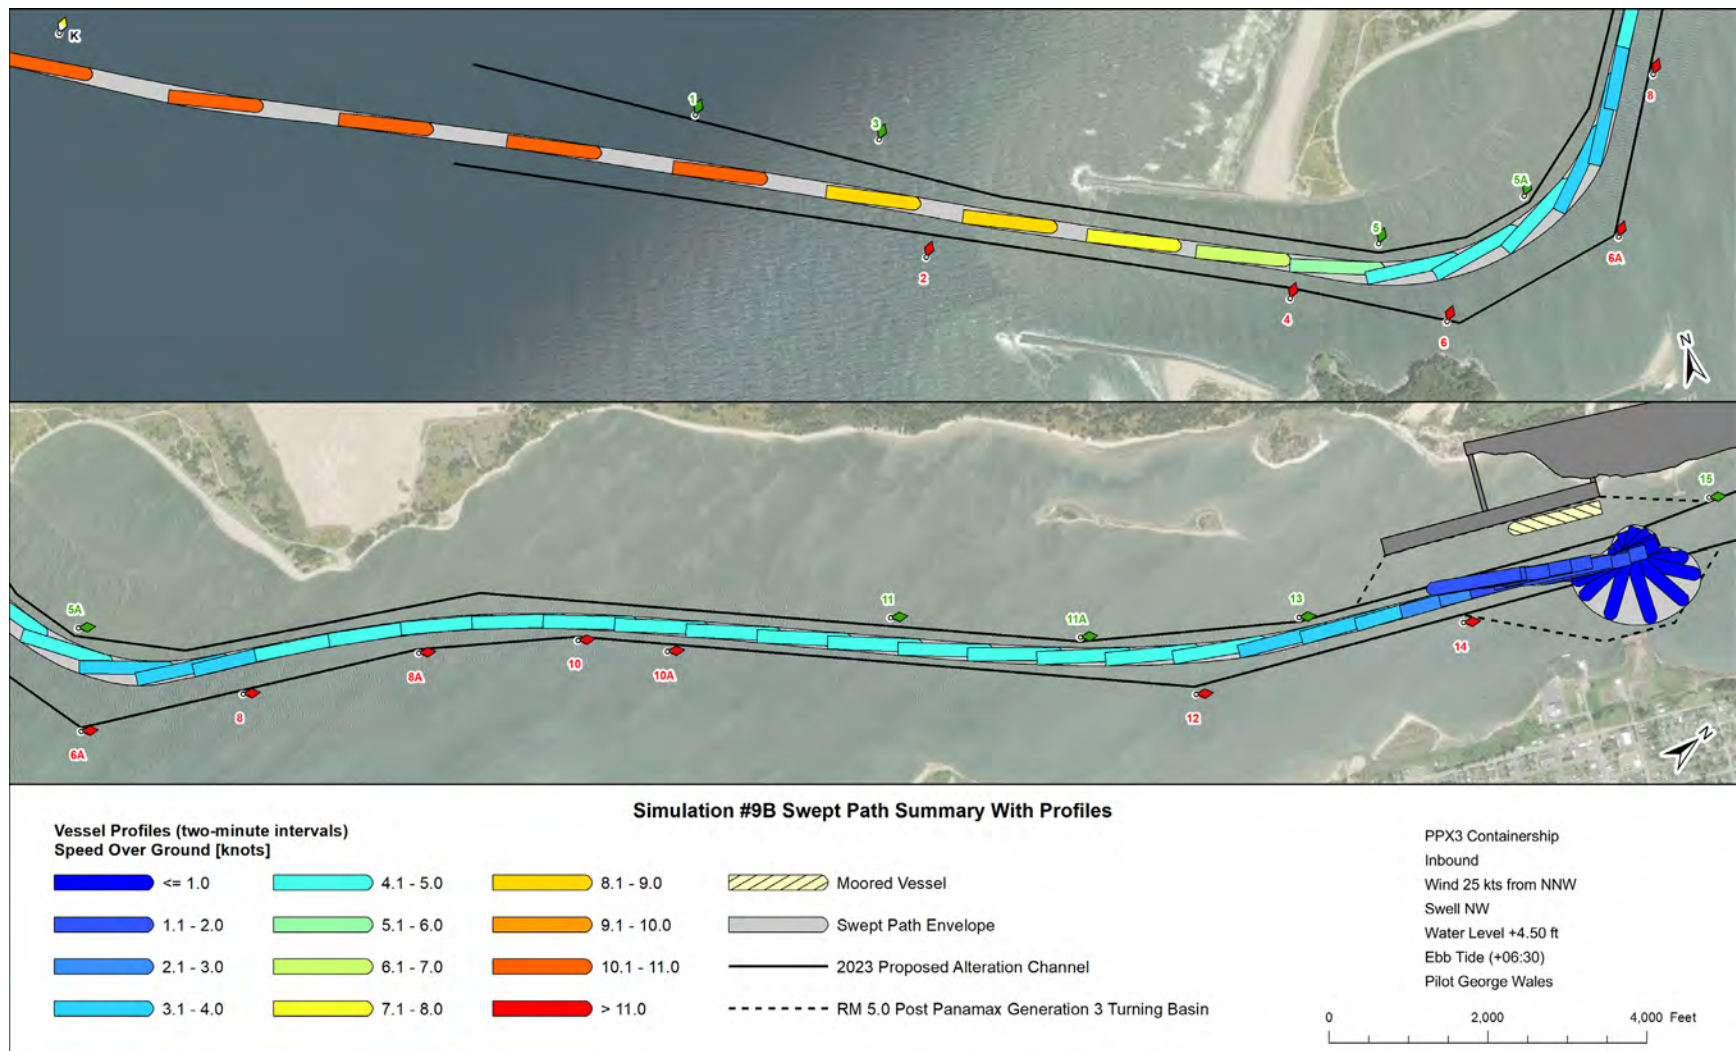 K
1
3
5A
5
8
2
4
6
6A
N
15
5A
11
11A
13
14
10
10A
8A
8
6A
12
N
Simulation #9B Swept Path Summary With Profiles
Vessel Profiles (two-minute intervals)
Speed Over Ground [knots]
<= 1.0
1.1 - 2.0
2.1 - 3.0
3.1 - 4.0
4.1 - 5.0
5.1 - 6.0
6.1 - 7.0
7.1 - 8.0
8.1 - 9.0
9.1 - 10.0
10.1 - 11.0
> 11.0
Moored Vessel
Swept Path Envelope
2023 Proposed Alteration Channel
RM 5.0 Post Panamax Generation 3 Turning Basin
PPX3 Containership
Inbound
Wind 25 kts from NNW
Swell NW
Water Level +4.50 ft
Ebb Tide (+06:30)
Pilot George Wales
0 2,000 4,000 Feet